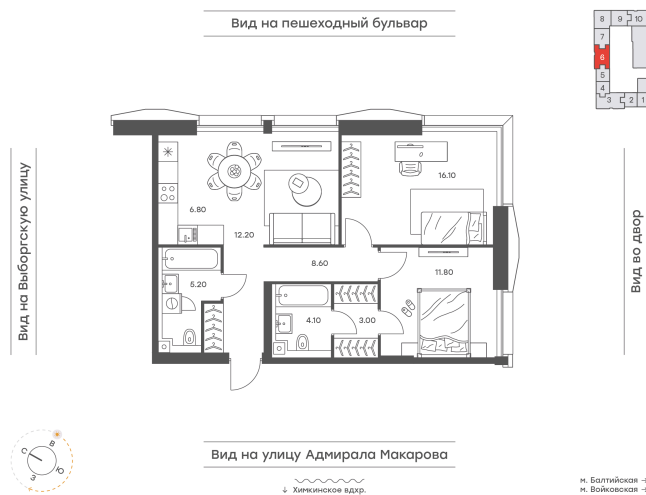 Вид на пешеходный бульвар
8 9 10
7
6
5
4
3 2 1
Вид на Выборгскую улицу
Вид во двор
16.10
6.80
12.20
8.60
11.80
5.20
4.10
3.00
Вид на улицу Адмирала Макарова
↓ Химкинское вдхр.
С В Ю З
м. Балтийская
м. Войковская